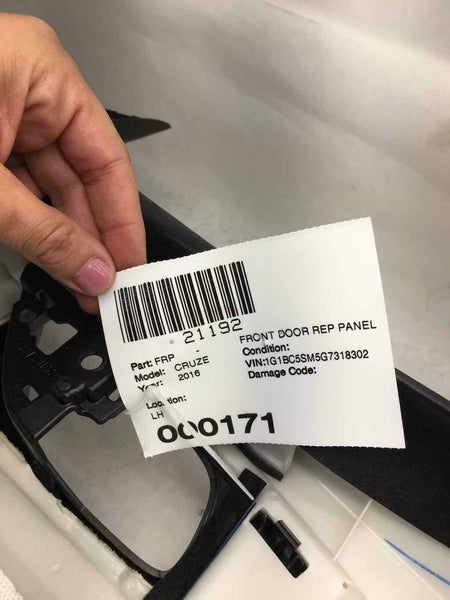 21192
FRONT DOOR REP PANEL
Part: FRP -
Condition:
Model: CRUZE
VIN:1G1BC5SM5G7318302
Year: 2016
Damage Code:
Location:
LH
000171